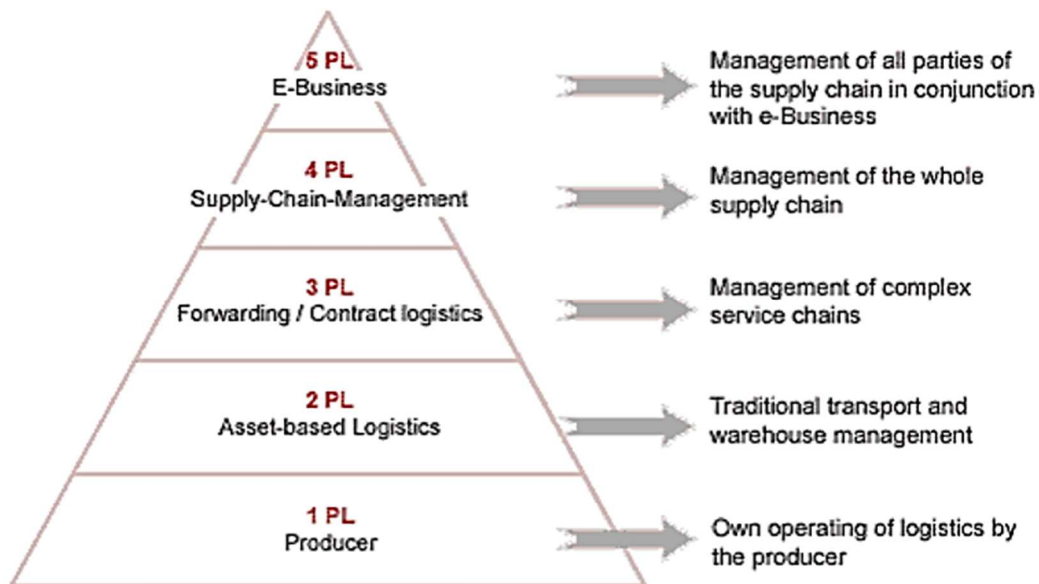 5 PL
E-Business
Management of all parties of
the supply chain in conjunction
with e-Business
4 PL
Supply-Chain-Management
Management of the whole
supply chain
3 PL
Forwarding / Contract logistics
Management of complex
service chains
2 PL
Asset-based Logistics
Traditional transport and
warehouse management
1 PL
Producer
Own operating of logistics by
the producer